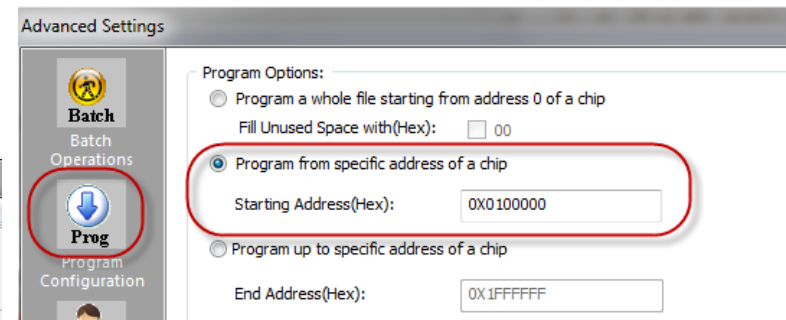 Advanced Settings
Batch
Batch
Operations
Prog
Program
Configuration
Program Options:
Program a whole file starting from address 0 of a chip
Fill Unused Space with(Hex): 00
Program from specific address of a chip
Starting Address(Hex): 0X0100000
Program up to specific address of a chip
End Address(Hex): 0X1FFFFFF